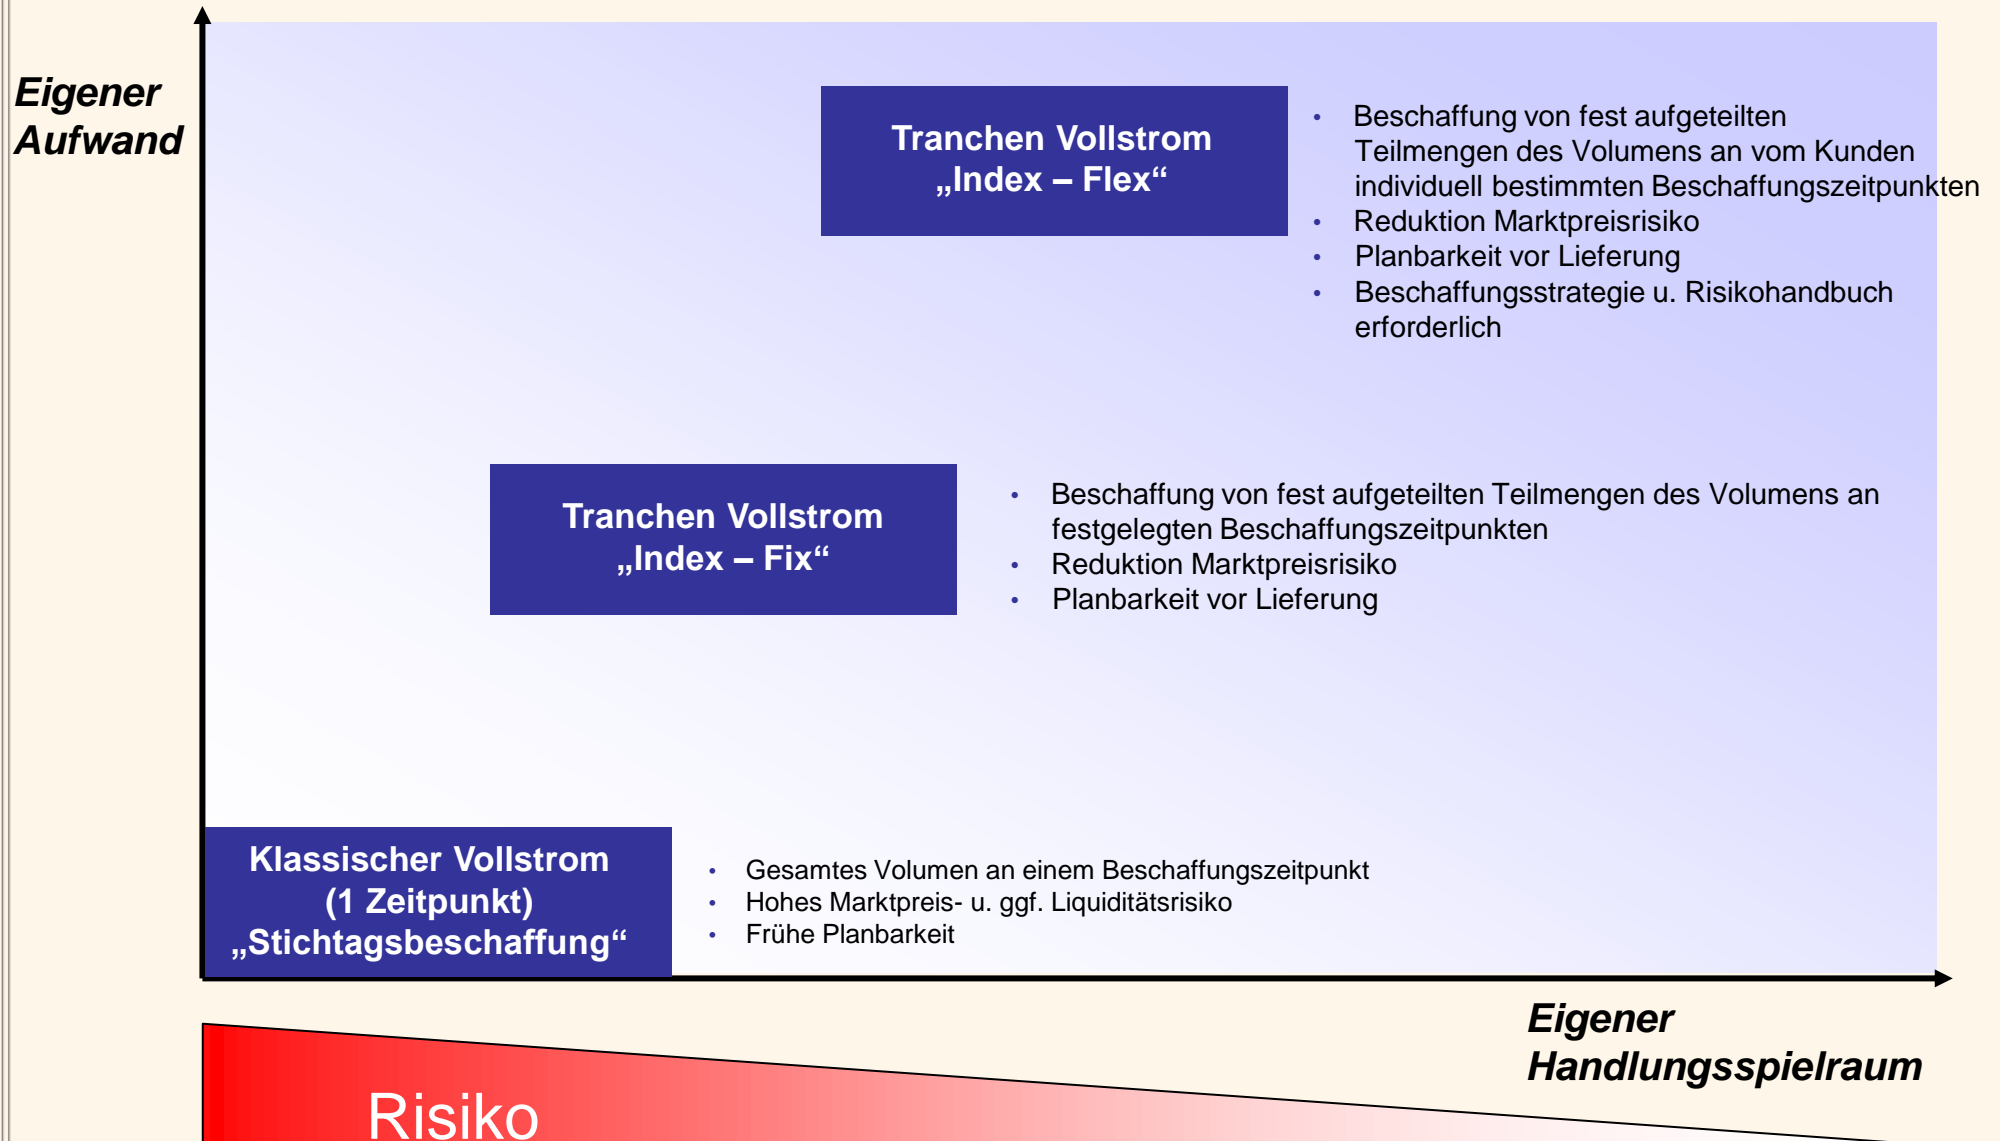 Eigener
Aufwand
Tranchen Vollstrom
„Index – Flex“
• Beschaffung von fest aufgeteilten
Teilmengen des Volumens an vom Kunden
individuell bestimmten Beschaffungszeitpunkten
• Reduktion Marktpreisrisiko
• Planbarkeit vor Lieferung
• Beschaffungsstrategie u. Risikohandbuch
erforderlich
Tranchen Vollstrom
„Index – Fix“
• Beschaffung von fest aufgeteilten Teilmengen des Volumens an
festgelegten Beschaffungszeitpunkten
• Reduktion Marktpreisrisiko
• Planbarkeit vor Lieferung
Klassischer Vollstrom
(1 Zeitpunkt)
„Stichtagsbeschaffung“
• Gesamtes Volumen an einem Beschaffungszeitpunkt
• Hohes Marktpreis- u. ggf. Liquiditätsrisiko
• Frühe Planbarkeit
Eigener
Handlungsspielraum
Risiko